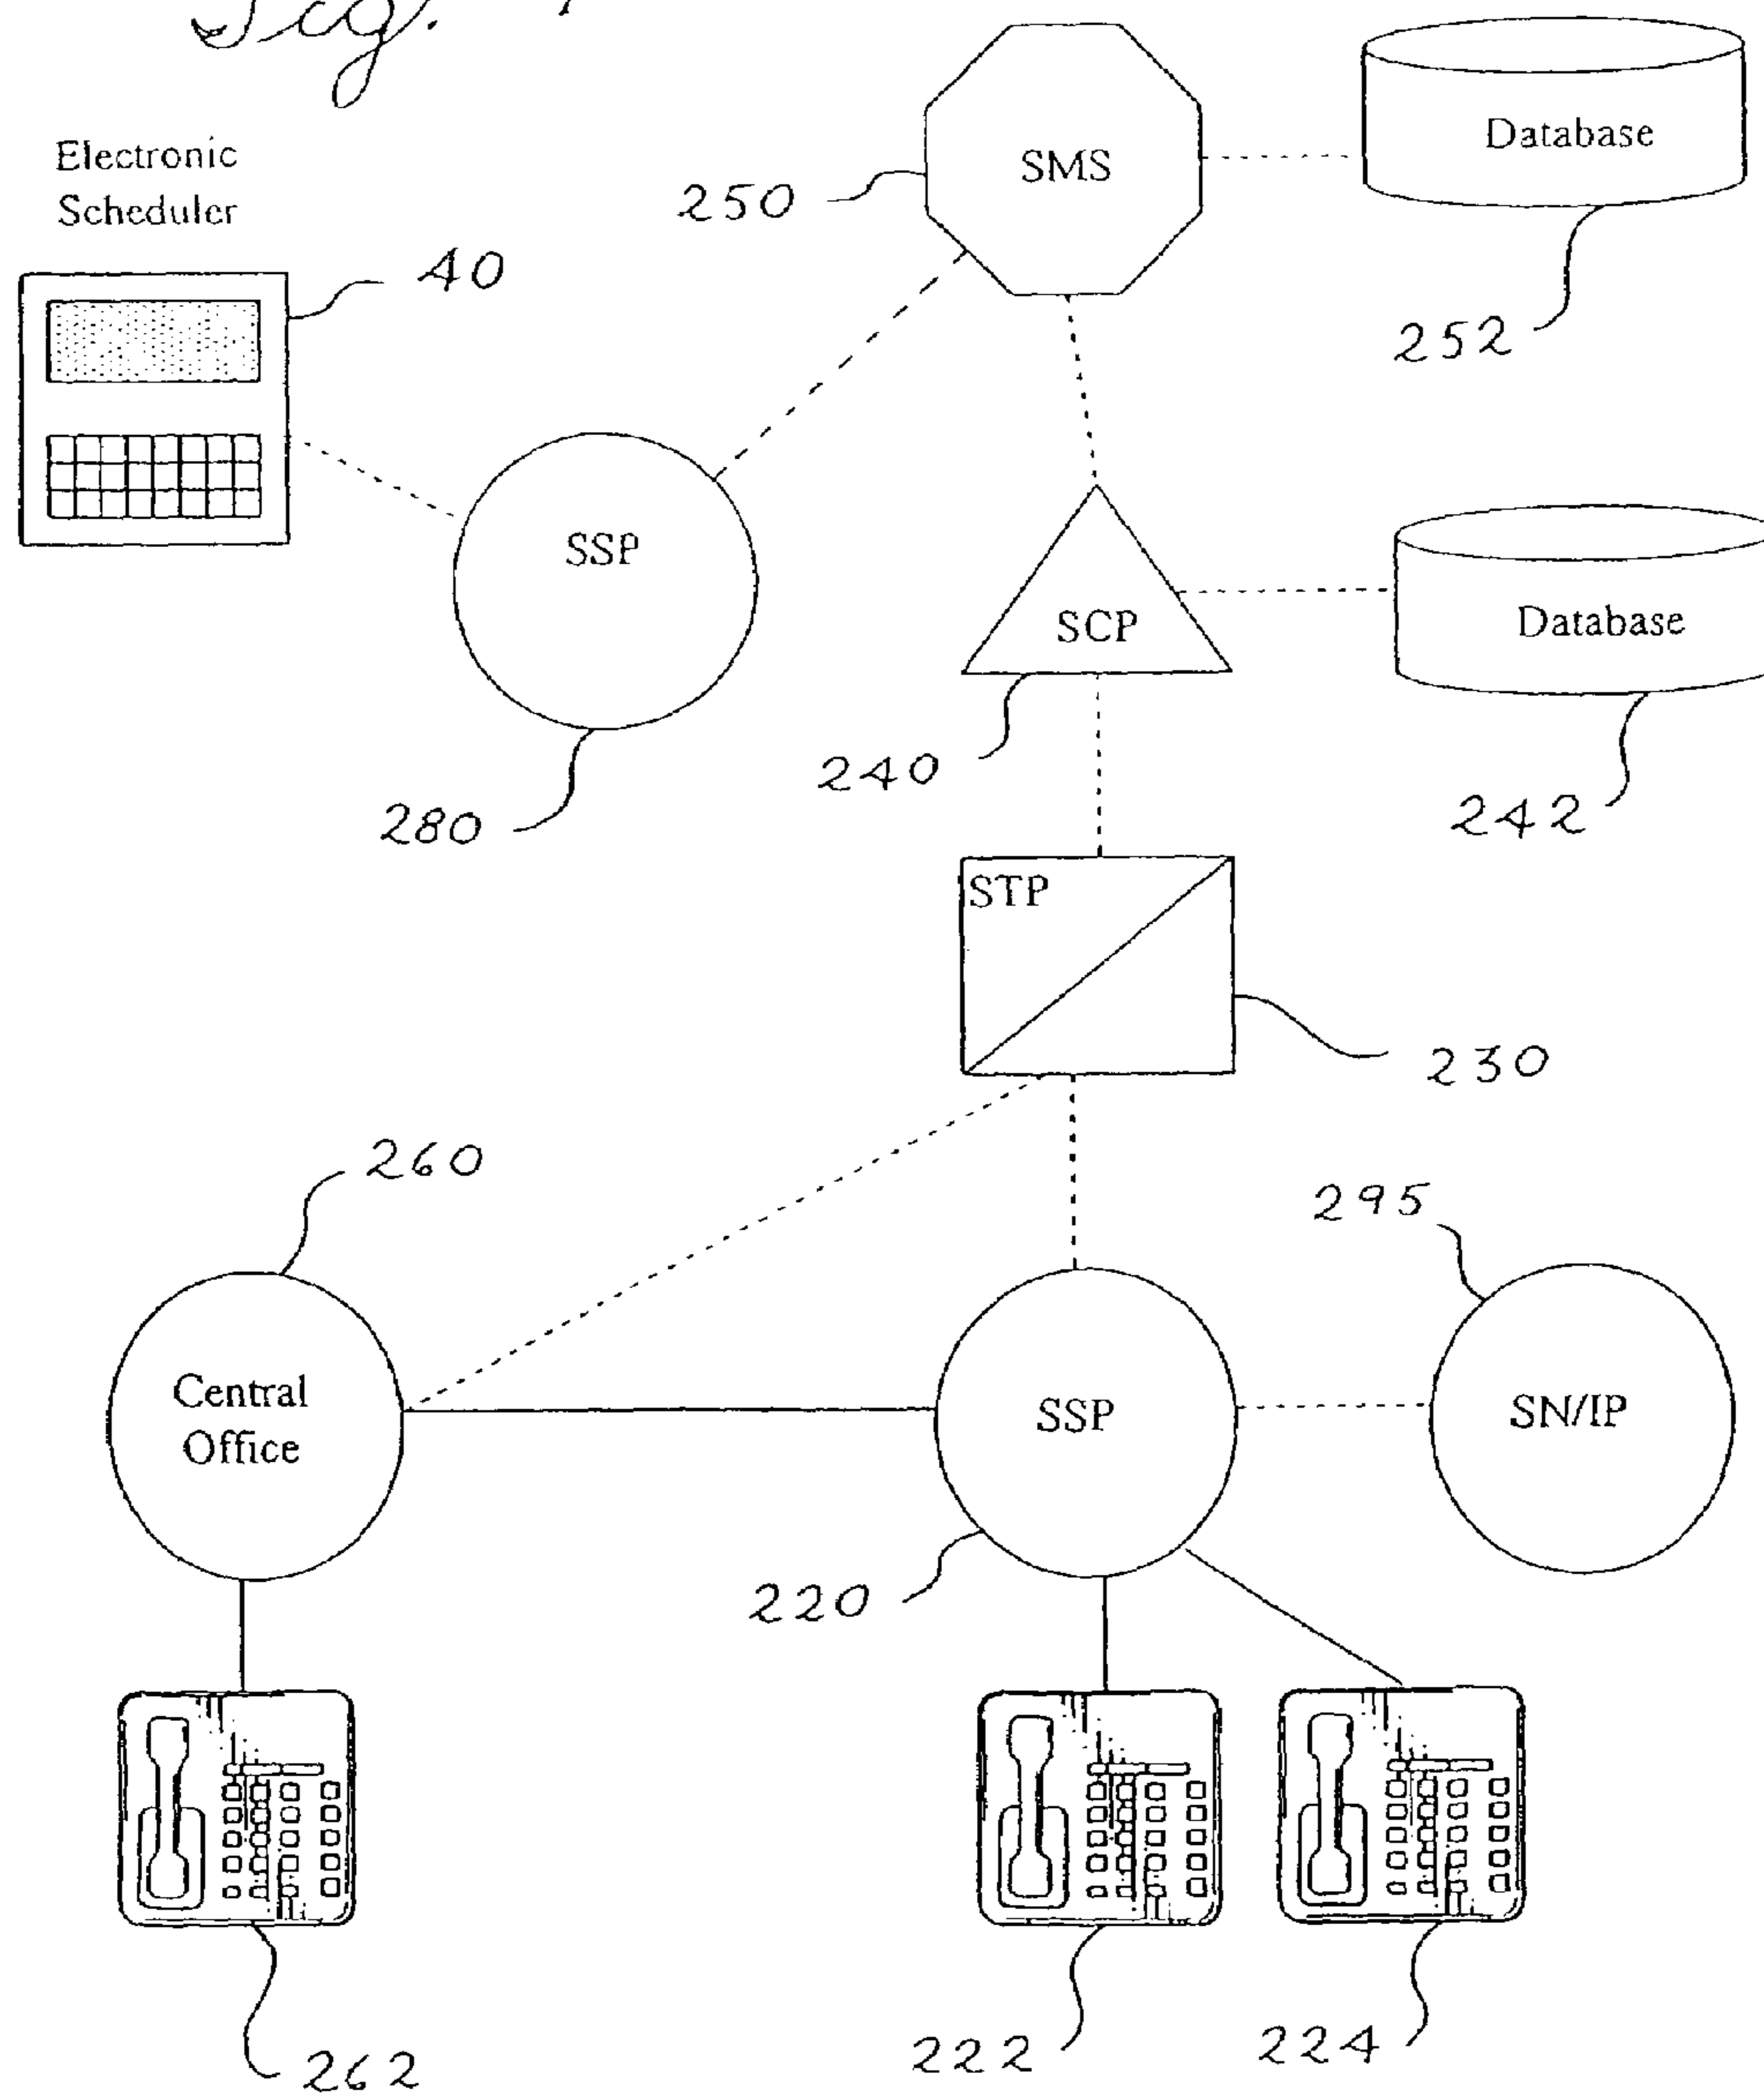 Fig.
Electronic
Scheduler
40
250
SMS
Database
252
SSP
280
SCP
240
Database
242
STP
230
260
295
Central
Office
SSP
SN/IP
220
262
222
224